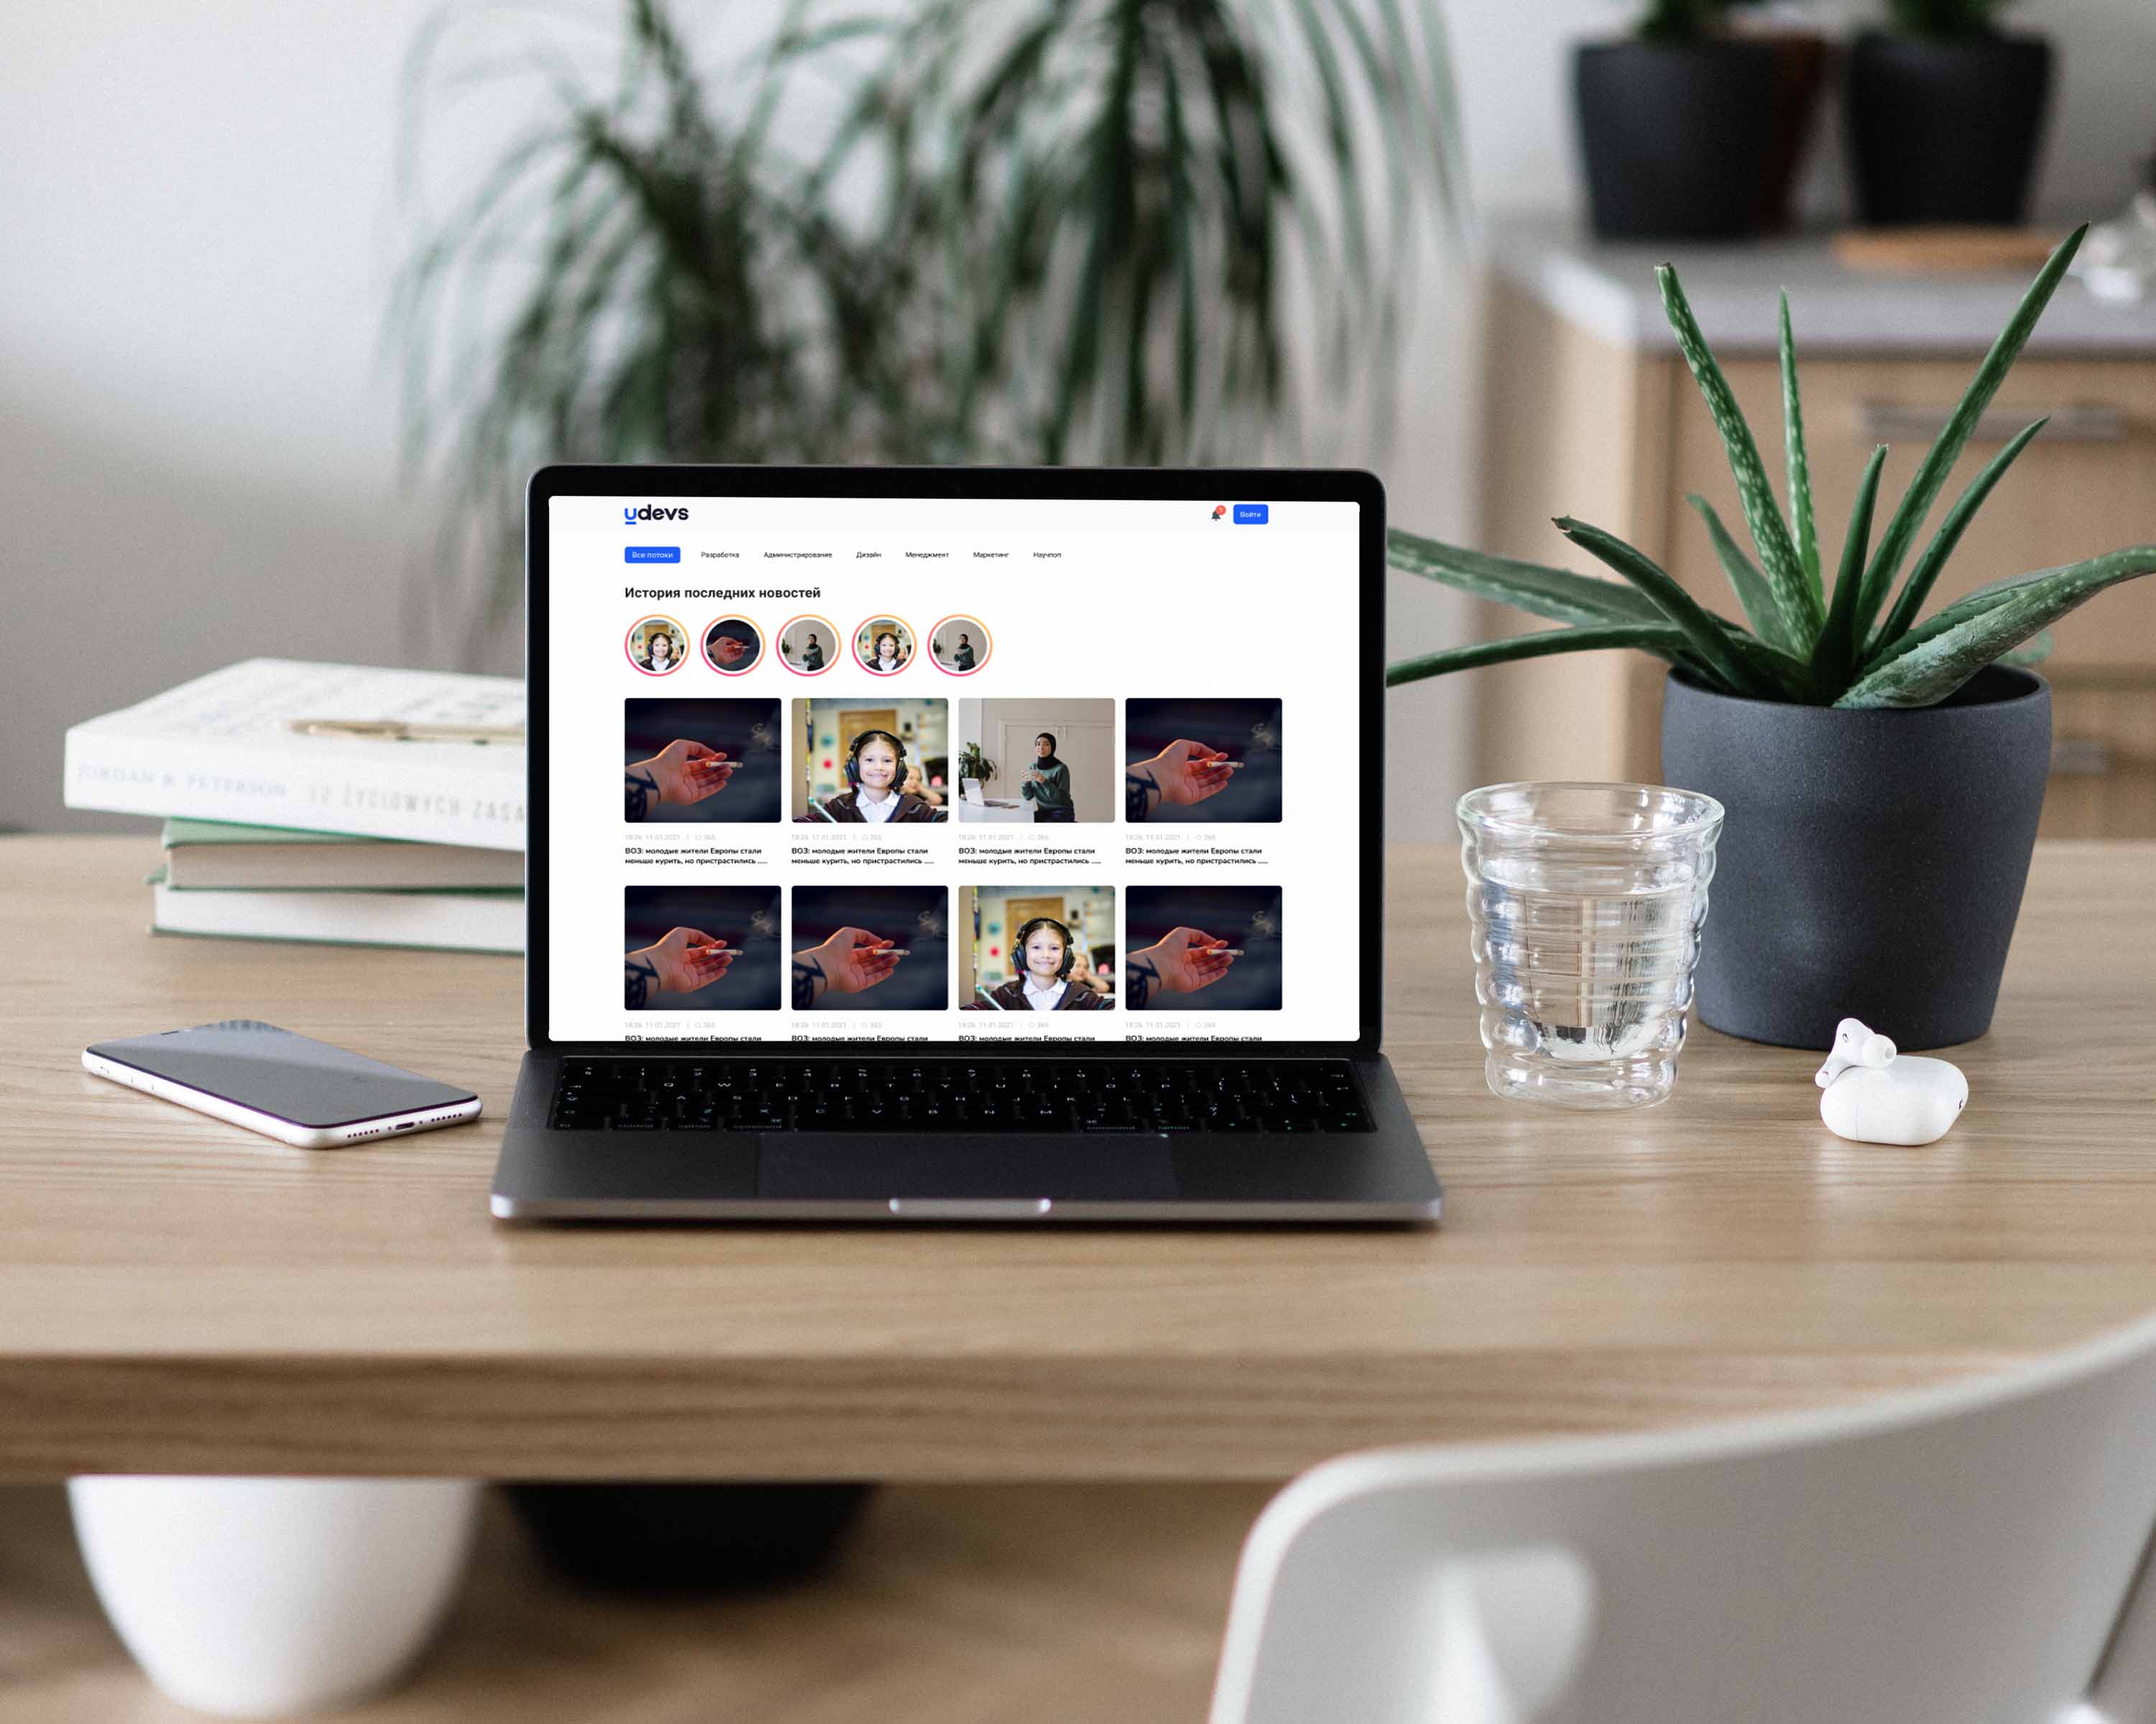 udevs
Войти
Все потоки Разработка Администрирование Дизайн Менеджмент Маркетинг Научпоп
История последних новостей
18:26 11.01.2021 | 365 18:26 11.01.2021 | 365 18:26 11.01.2021 | 365 18:26 11.01.2021 | 365
ВОЗ: молодые жители Европы стали ВОЗ: молодые жители Европы стали ВОЗ: молодые жители Европы стали ВОЗ: молодые жители Европы стали
меньше курить, но пристрастились ..... меньше курить, но пристрастились ..... меньше курить, но пристрастились ..... меньше курить, но пристрастились .....
18:26 11.01.2021 | 365 18:26 11.01.2021 | 365 18:26 11.01.2021 | 365 18:26 11.01.2021 | 365
ВОЗ: молодые жители Европы стали ВОЗ: молодые жители Европы стали ВОЗ: молодые жители Европы стали ВОЗ: молодые жители Европы стали
JORDAN B. PETERSON 12 ŻYCIOWYCH ZASA
Q W E R T Y U I O P
A S D F G H J K L
Z X C V B N M
control option command command option